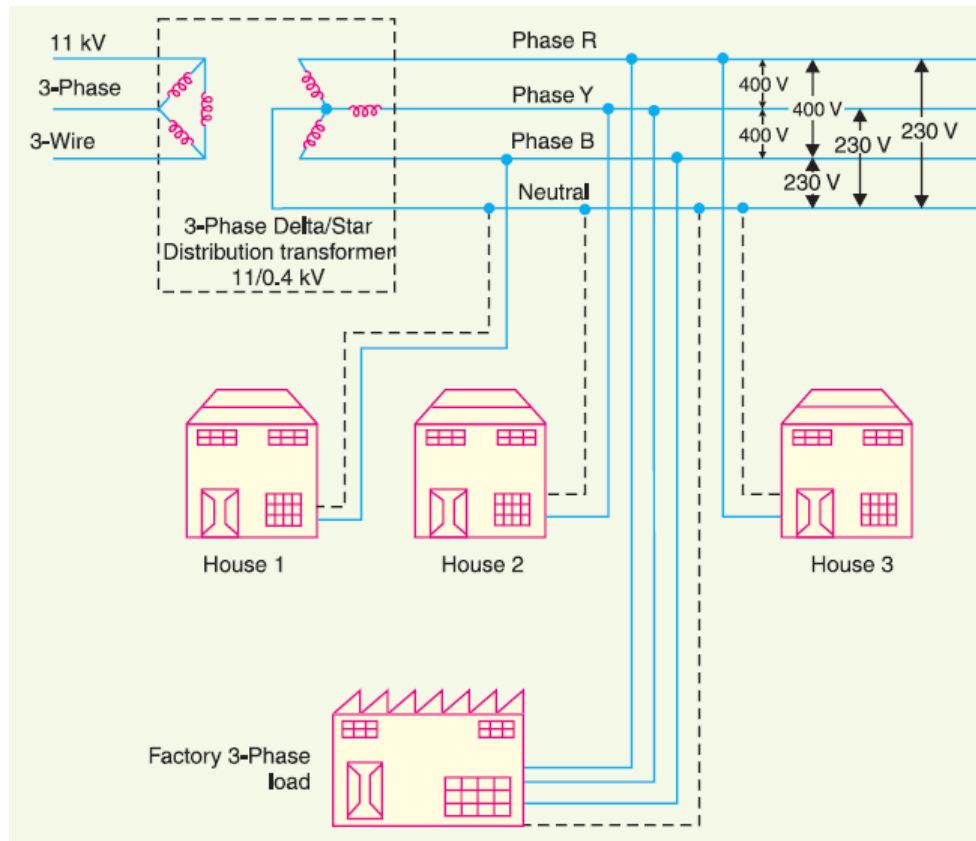 11 kV
3-Phase
3-Wire
3-Phase Delta/Star
Distribution transformer
11/0.4 kV
Phase R
Phase Y
Phase B
Neutral
400 V
400 V
400 V
230 V
230 V
230 V
House 1
House 2
House 3
Factory 3-Phase
load